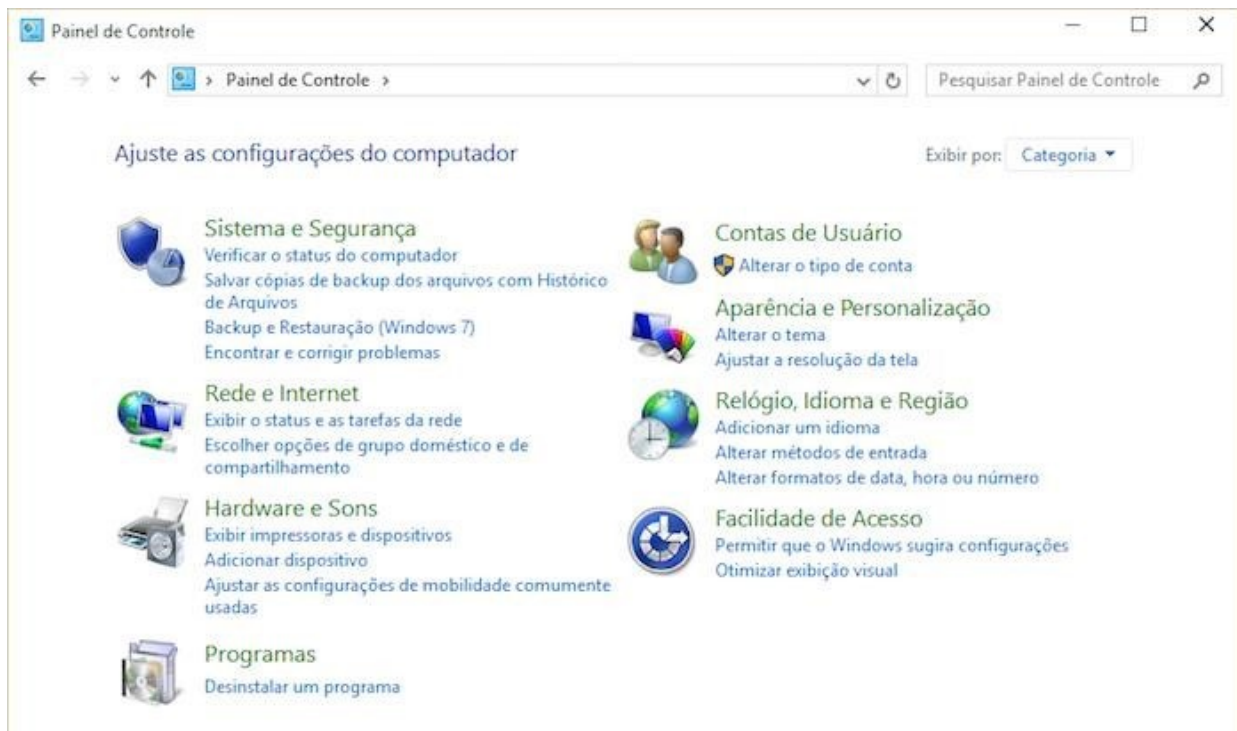 Painel de Controle
Painel de Controle
Pesquisar Painel de Controle
Ajuste as configurações do computador
Exibir por: Categoria
Sistema e Segurança
Verificar o status do computador
Salvar cópias de backup dos arquivos com Histórico
de Arquivos
Backup e Restauração (Windows 7)
Encontrar e corrigir problemas
Rede e Internet
Exibir o status e as tarefas da rede
Escolher opções de grupo doméstico e de
compartilhamento
Hardware e Sons
Exibir impressoras e dispositivos
Adicionar dispositivo
Ajustar as configurações de mobilidade comumente
usadas
Programas
Desinstalar um programa
Contas de Usuário
Alterar o tipo de conta
Aparência e Personalização
Alterar o tema
Ajustar a resolução da tela
Relógio, Idioma e Região
Adicionar um idioma
Alterar métodos de entrada
Alterar formatos de data, hora ou número
Facilidade de Acesso
Permitir que o Windows sugira configurações
Otimizar exibição visual